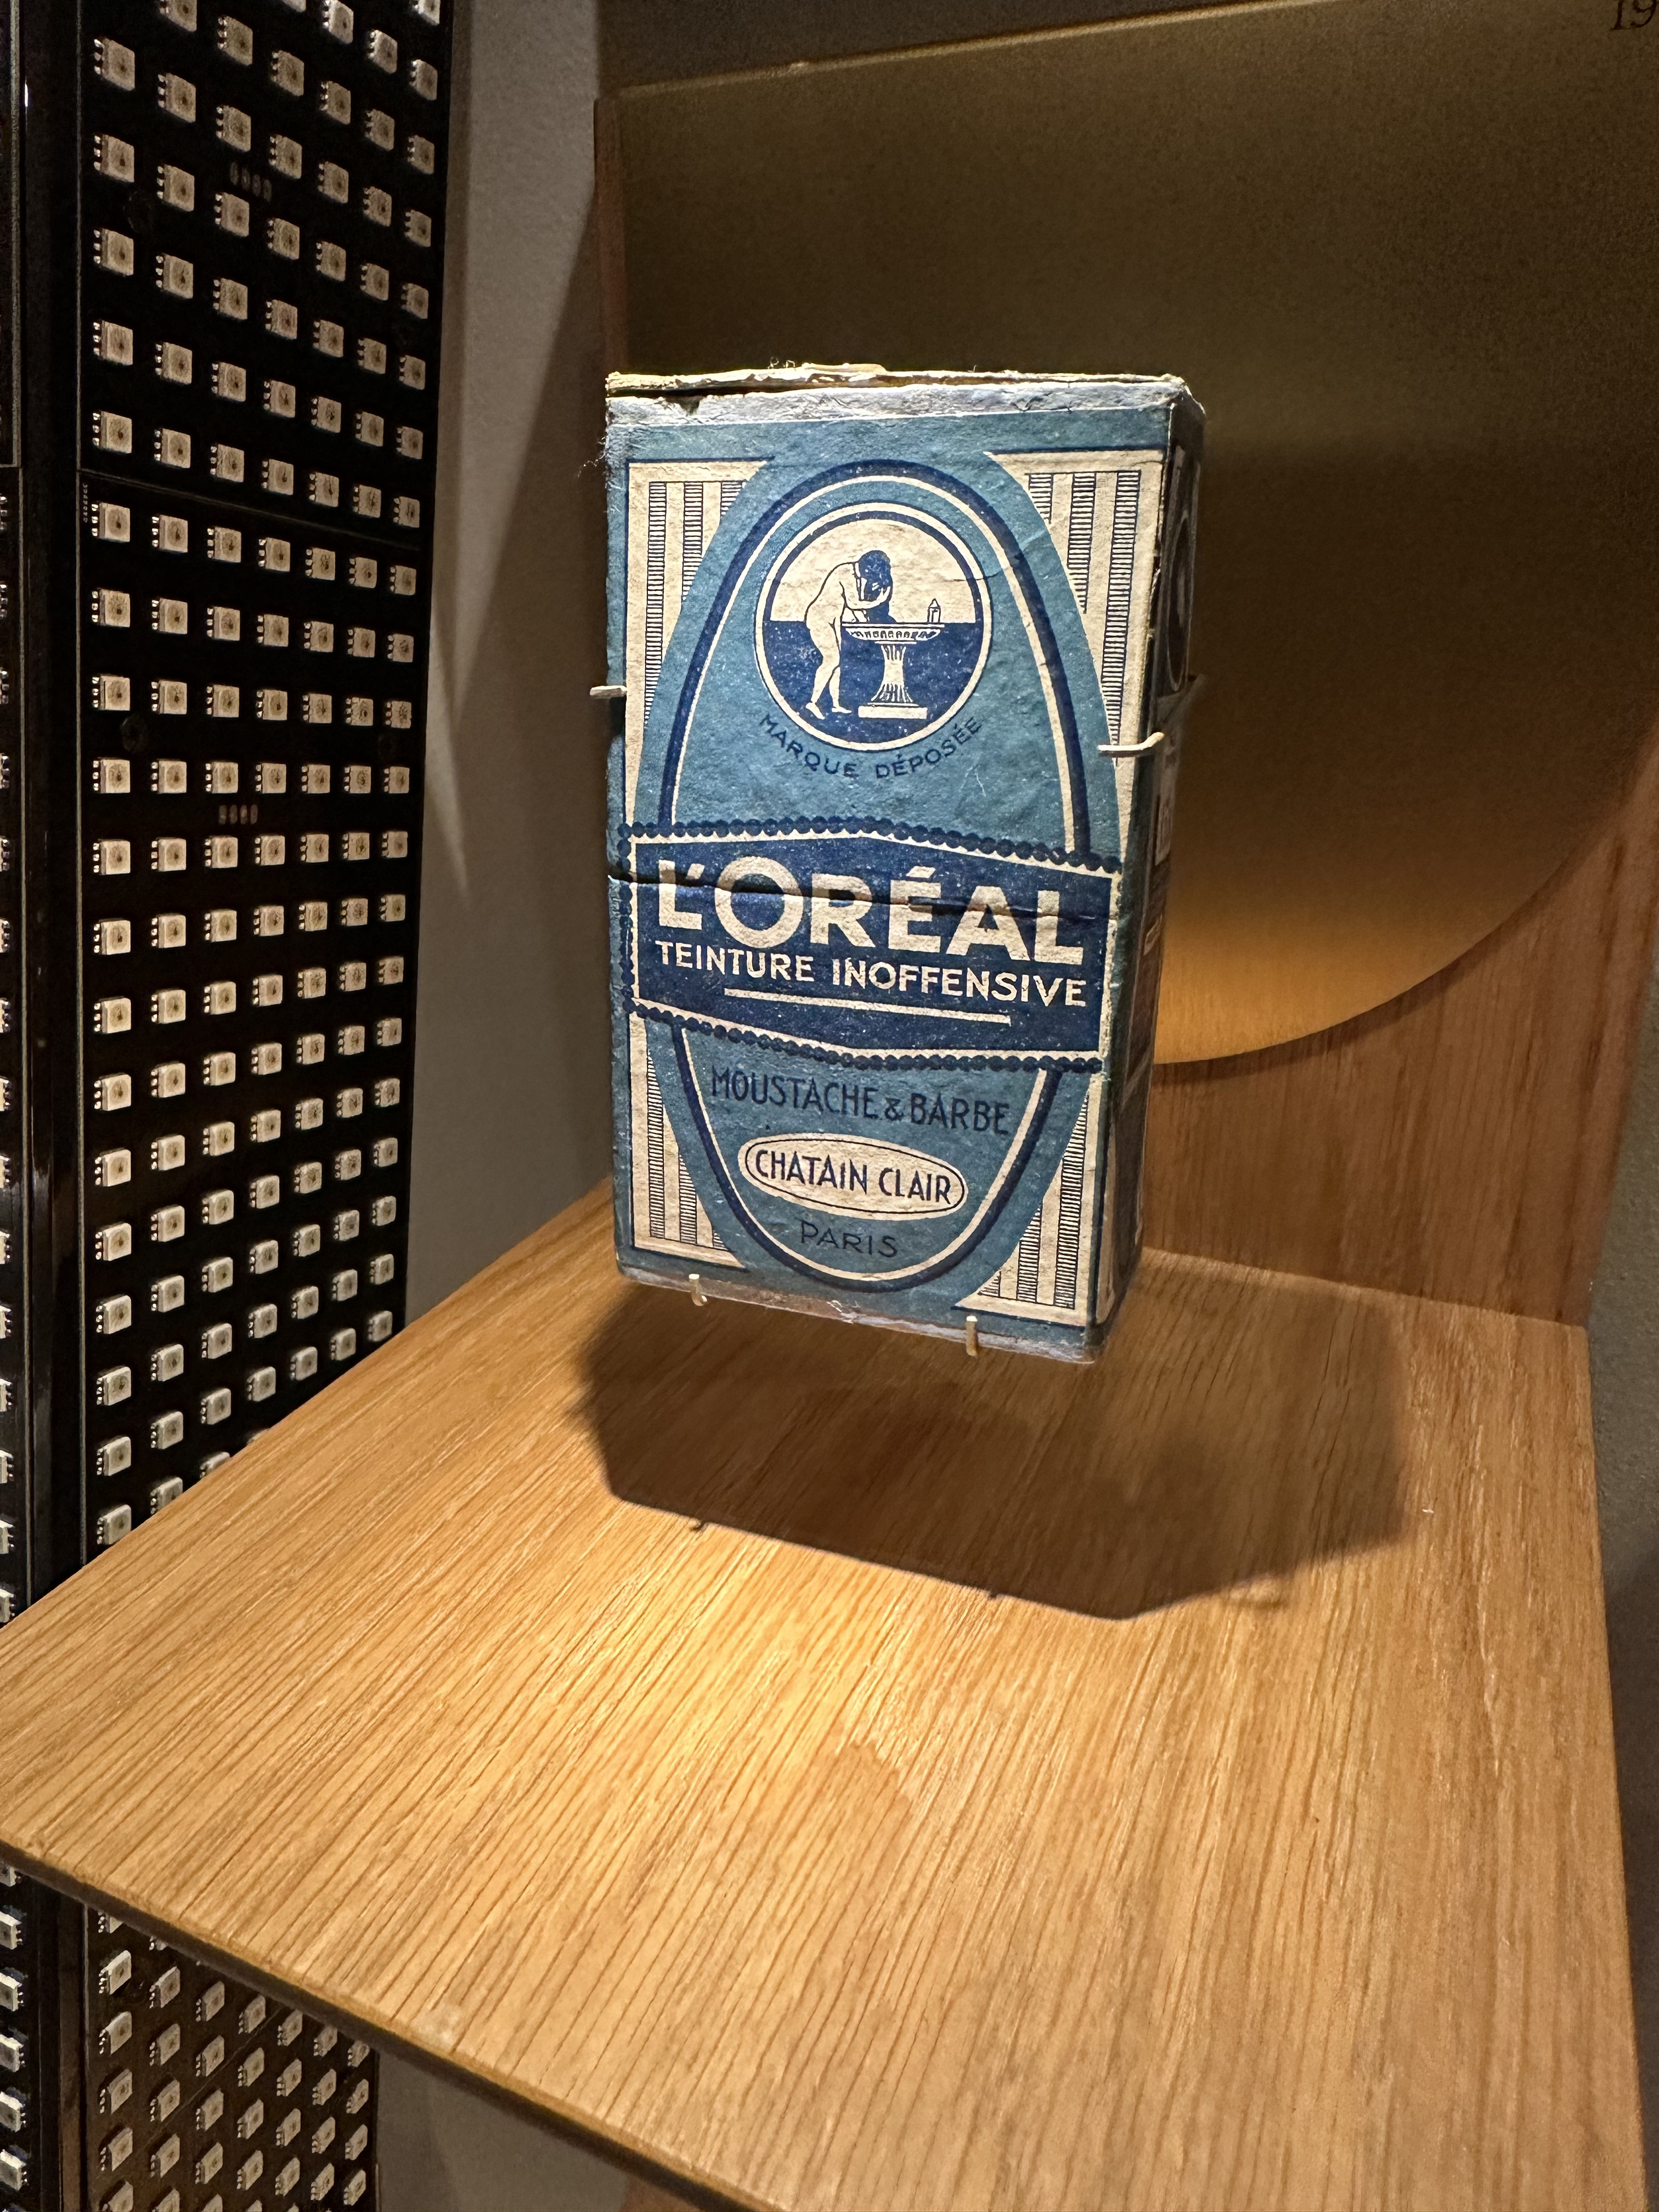 MARQUE DÉPOSÉE
L'ORÉAL
TEINTURE INOFFENSIVE
MOUSTACHE & BARBE
CHATAIN CLAIR
PARIS